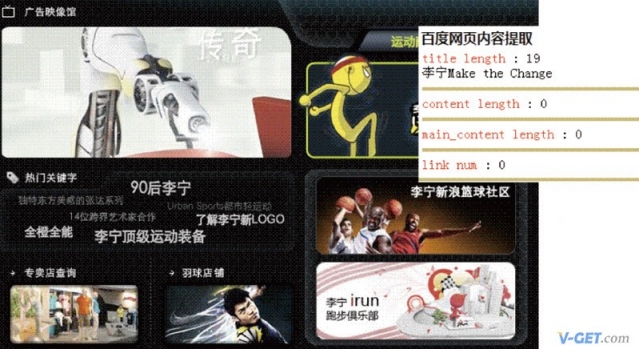 广告映像馆
传奇
运动
百度网页内容提取
title length : 19
李宁Make the Change
content length : 0
main_content length : 0
link num : 0
热门关键字
90后李宁
独特东方美感的张达系列
Urban Sports都市轻运动
14位跨界艺术家合作
了解李宁新LOGO
全橙全能
李宁顶级运动装备
李宁新浪篮球社区
专卖店查询
羽球店铺
李宁 irun
跑步俱乐部
V-GET.com